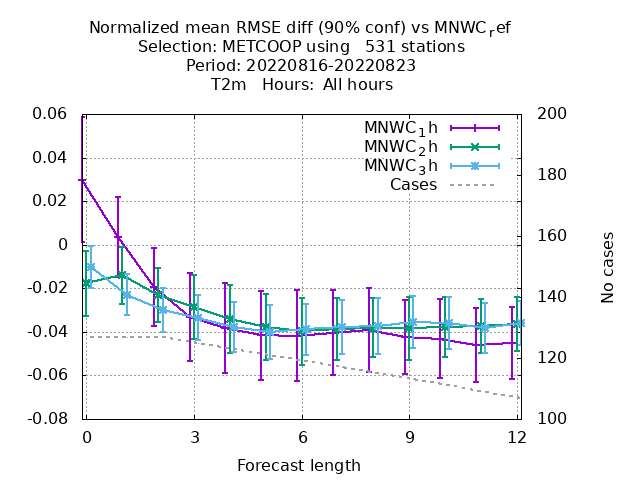 Normalized mean RMSE diff (90% conf) vs MNWC_ref
Selection: METCOOP using   531 stations
Period: 20220816-20220823
T2m   Hours:  All hours
MNWC_1h
MNWC_2h
MNWC_3h
Cases
0.06
0.04
0.02
0
-0.02
-0.04
-0.06
-0.08
200
180
160
140
120
100
No cases
0 3 6 9 12
Forecast length